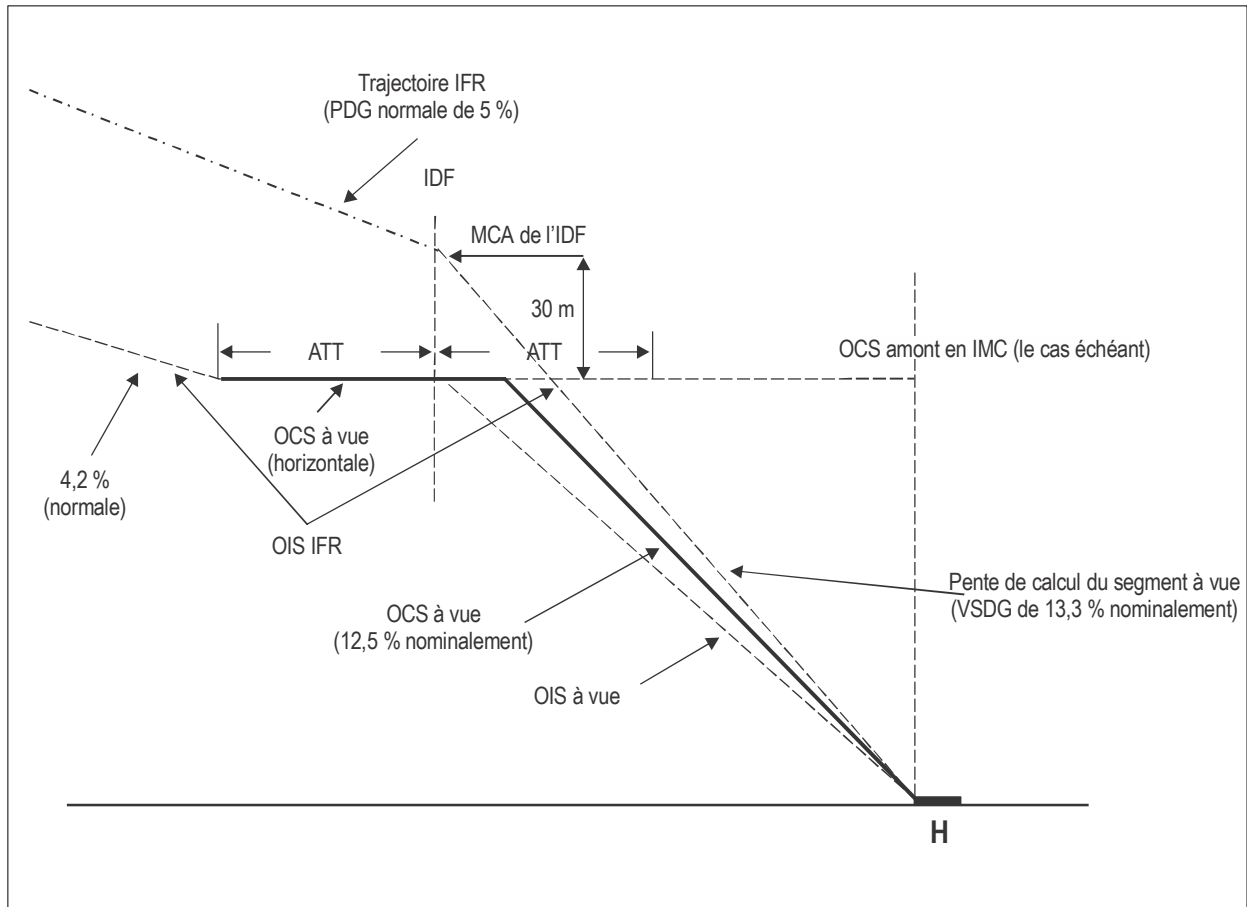 Trajectoire IFR
(PDG normale de 5 %)
IDF
MCA de l'IDF
30 m
ATT
ATT
OCS amont en IMC (le cas échéant)
OCS à vue
(horizontale)
4,2 %
(normale)
OIS IFR
Pente de calcul du segment à vue
(VSDG de 13,3 % nominalement)
OCS à vue
(12,5 % nominalement)
OIS à vue
H